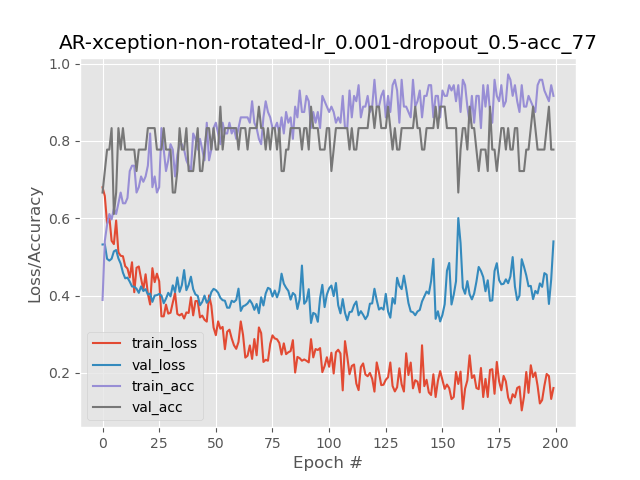 AR-xception-non-rotated-lr_0.001-dropout_0.5-acc_77
1.0
0.8
0.6
0.4
0.2
Loss/Accuracy
train_loss
val_loss
train_acc
val_acc
0 25 50 75 100 125 150 175 200
Epoch #